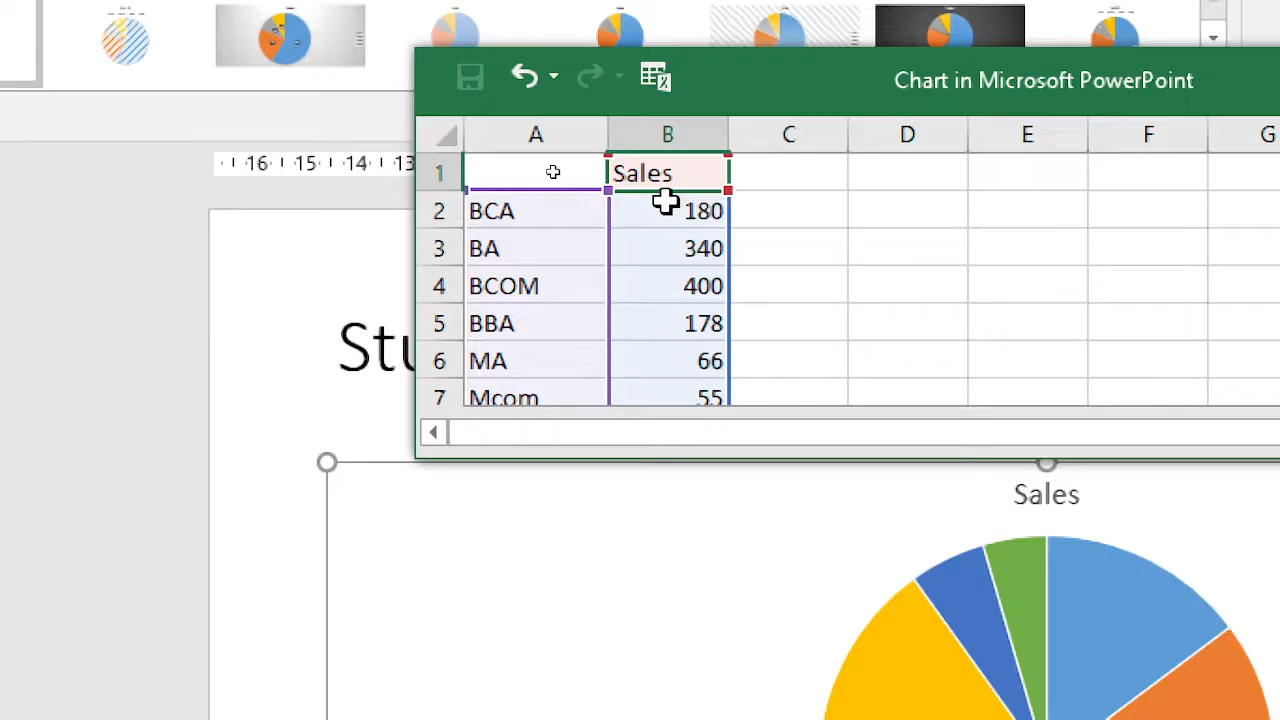 Chart in Microsoft PowerPoint
A B C D E F G
16 15 14 13
1 Sales
2 BCA 180
3 BA 340
4 BCOM 400
5 BBA 178
6 MA 66
7 Mcom 55
Stu
Sales